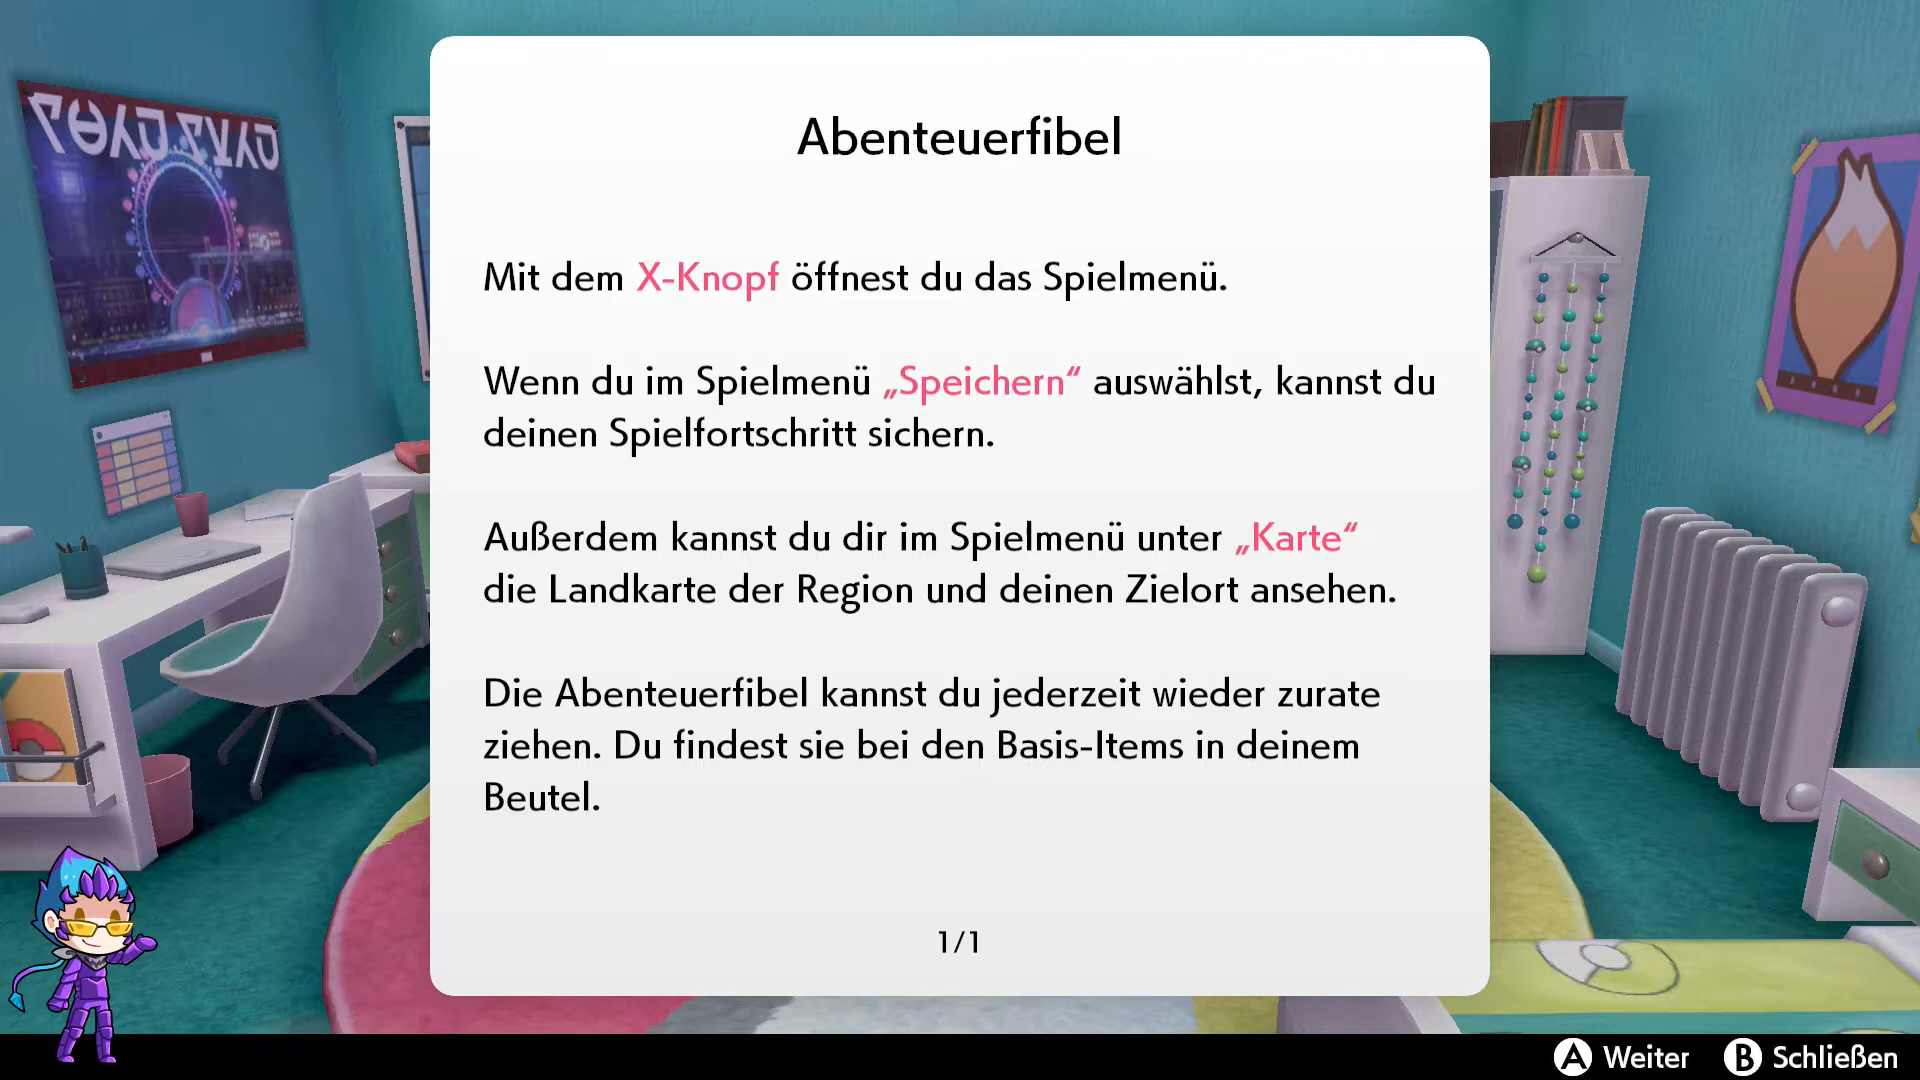 Abenteuerfibel
Mit dem X-Knopf öffnest du das Spielmenü.
Wenn du im Spielmenü „Speichern“ auswählst, kannst du
deinen Spielfortschritt sichern.
Außerdem kannst du dir im Spielmenü unter „Karte“
die Landkarte der Region und deinen Zielort ansehen.
Die Abenteuerfibel kannst du jederzeit wieder zurate
ziehen. Du findest sie bei den Basis-Items in deinem
Beutel.
1/1
A Weiter B Schließen